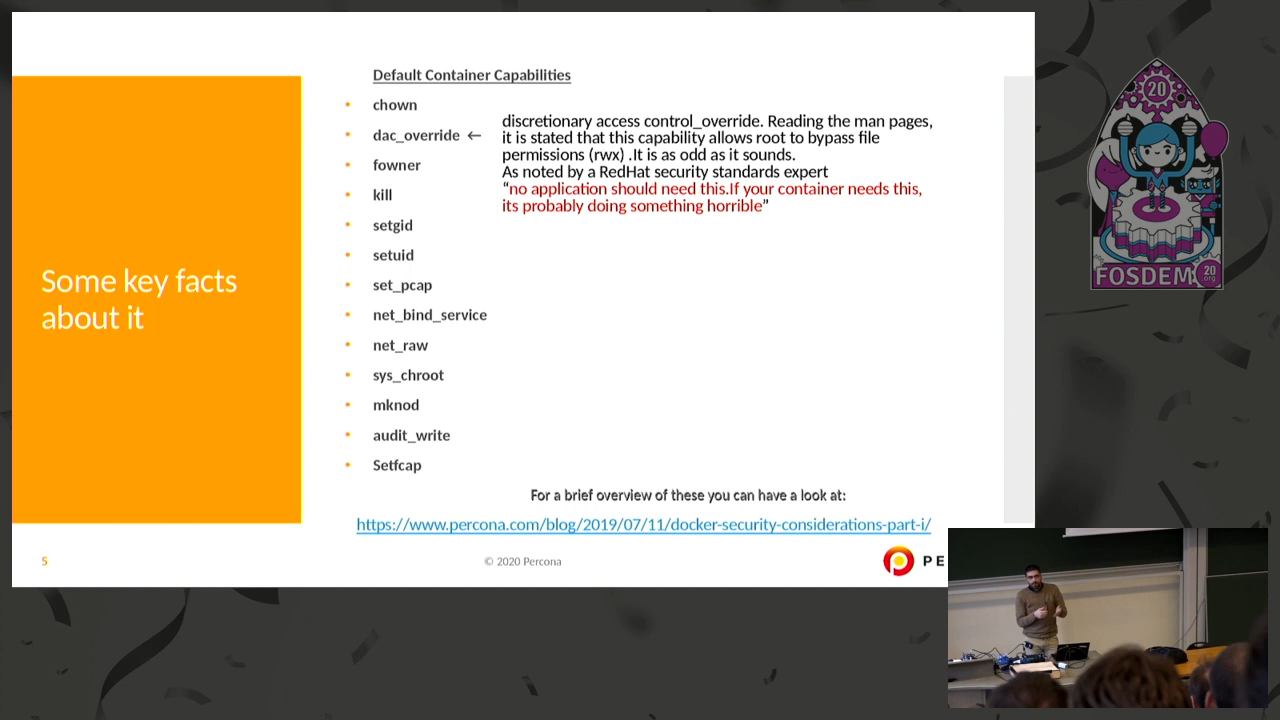 Default Container Capabilities
Some key facts
about it
• chown
• dac_override ←
• fowner
• kill
• setgid
• setuid
• set_pcap
• net_bind_service
• net_raw
• sys_chroot
• mknod
• audit_write
• Setfcap
discretionary access control_override. Reading the man pages,
it is stated that this capability allows root to bypass file
permissions (rwx) .It is as odd as it sounds.
As noted by a RedHat security standards expert
“no application should need this.If your container needs this,
its probably doing something horrible”
For a brief overview of these you can have a look at:
https://www.percona.com/blog/2019/07/11/docker-security-considerations-part-i/
5
© 2020 Percona
PE
20
FOSDEM
20
.org